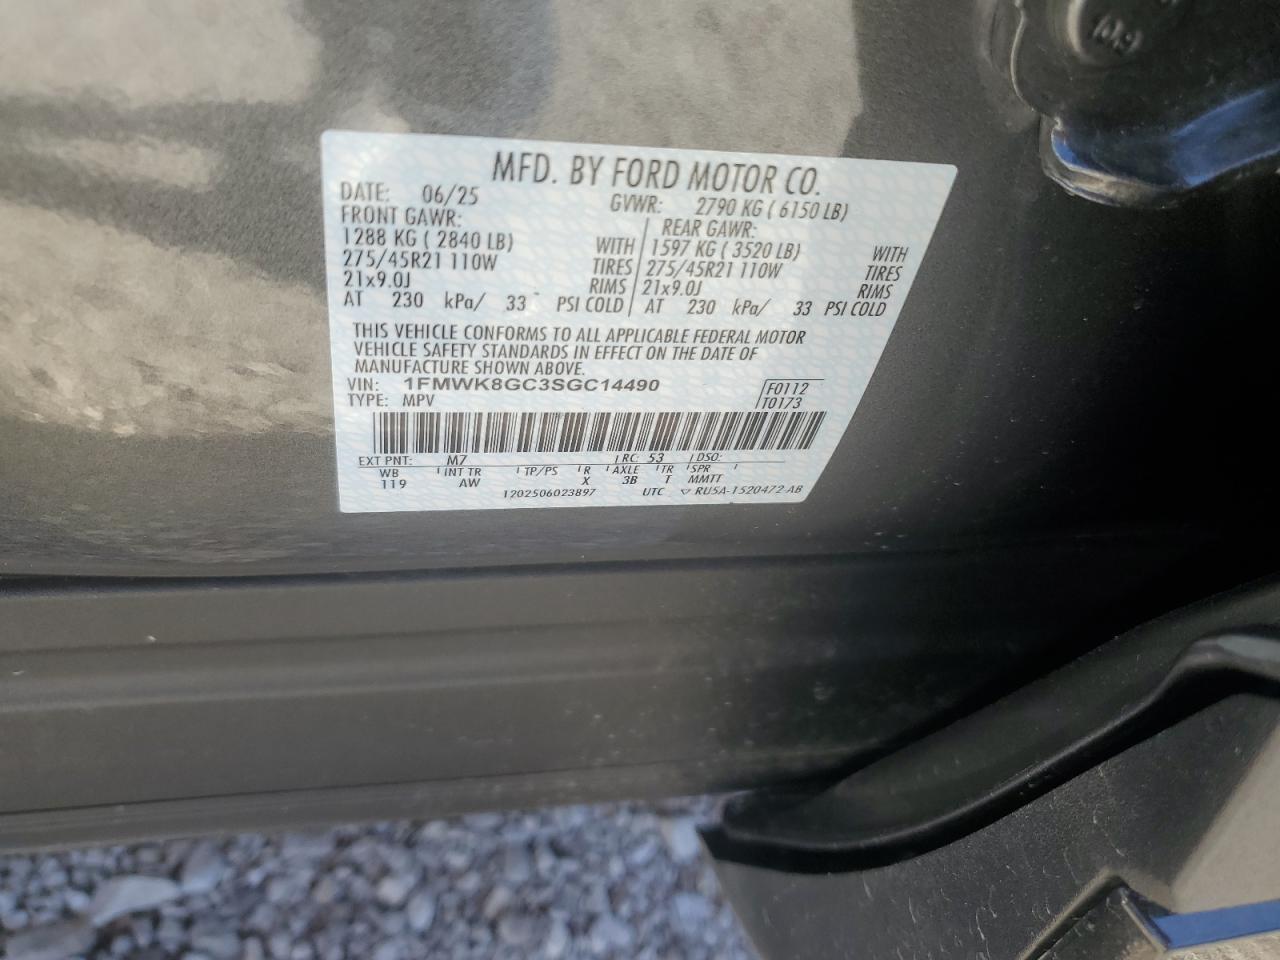 MFD. BY FORD MOTOR CO.
DATE: 06/25 GVWR: 2790 KG ( 6150 LB)
FRONT GAWR: REAR GAWR:
1288 KG ( 2840 LB) WITH 1597 KG ( 3520 LB) WITH
275/45R21 110W TIRES 275/45R21 110W TIRES
21x9.0J RIMS 21x9.0J RIMS
AT 230 kPa/ 33 PSI COLD AT 230 kPa/ 33 PSI COLD
THIS VEHICLE CONFORMS TO ALL APPLICABLE FEDERAL MOTOR
VEHICLE SAFETY STANDARDS IN EFFECT ON THE DATE OF
MANUFACTURE SHOWN ABOVE.
VIN: 1FMWK8GC3SGC14490 F0112
TYPE: MPV T0173
EXT PNT: M7 RC: 53 DSO:
WB INT TR TP/PS R AXLE TR SPR
119 AW X 3B T MMTT
1202506023897 UTC ▽ RU5A-1520472-AB